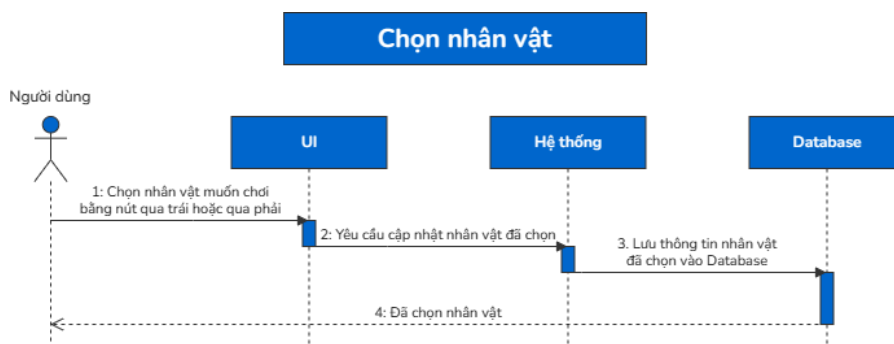 Chọn nhân vật
Người dùng
UI
Hệ thống
Database
1: Chọn nhân vật muốn chơi
bằng nút qua trái hoặc qua phải
2: Yêu cầu cập nhật nhân vật đã chọn
3. Lưu thông tin nhân vật
đã chọn vào Database
4: Đã chọn nhân vật